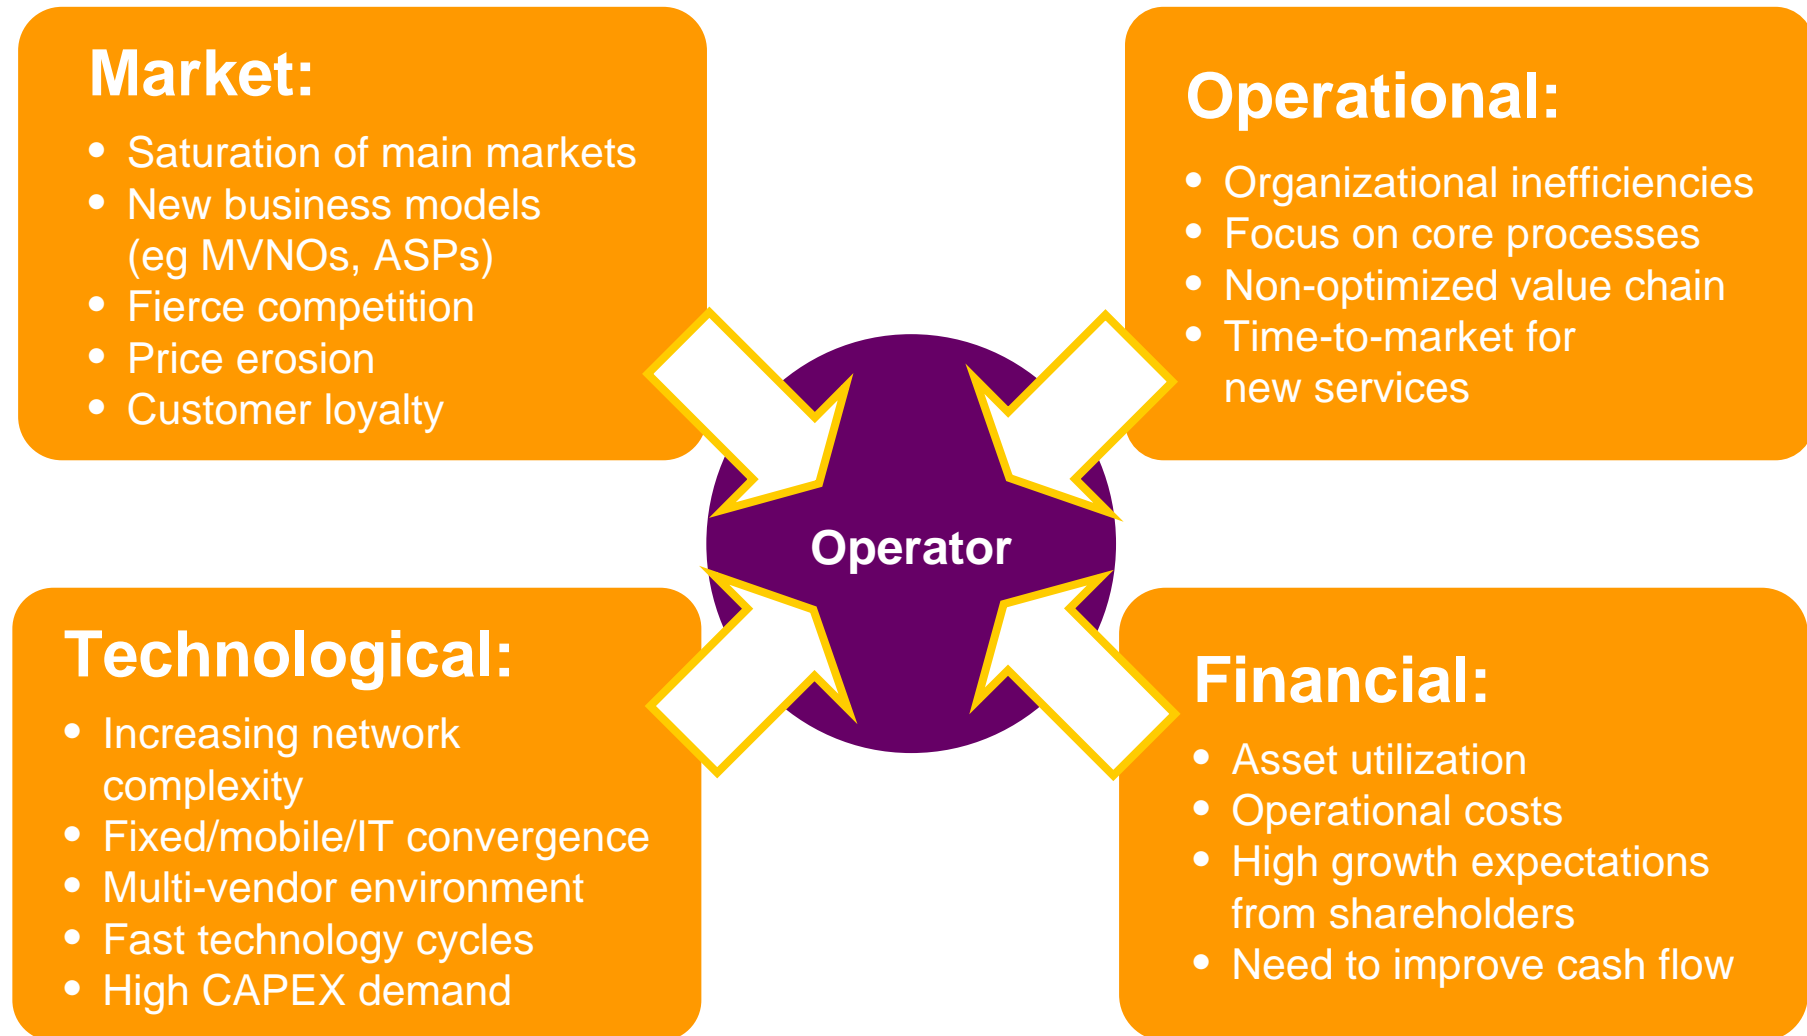 Market:
• Saturation of main markets
• New business models
(eg MVNOs, ASPs)
• Fierce competition
• Price erosion
• Customer loyalty
Operational:
• Organizational inefficiencies
• Focus on core processes
• Non-optimized value chain
• Time-to-market for
new services
Operator
Technological:
• Increasing network
complexity
• Fixed/mobile/IT convergence
• Multi-vendor environment
• Fast technology cycles
• High CAPEX demand
Financial:
• Asset utilization
• Operational costs
• High growth expectations
from shareholders
• Need to improve cash flow